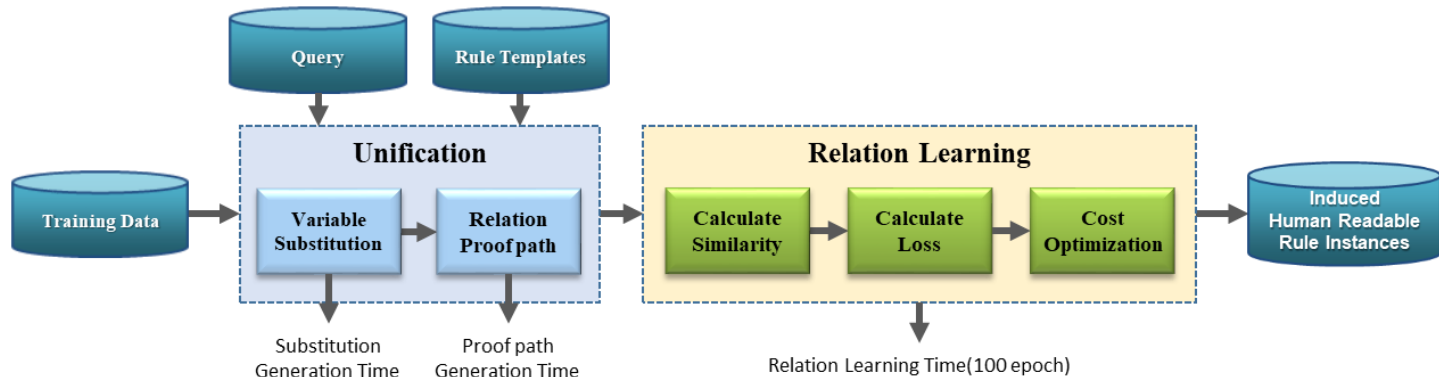 Query
Rule Templates
Training Data
Unification
Variable
Substitution
Relation
Proof path
Relation Learning
Calculate
Similarity
Calculate
Loss
Cost
Optimization
Induced
Human Readable
Rule Instances
Substitution
Generation Time
Proof path
Generation Time
Relation Learning Time(100 epoch)